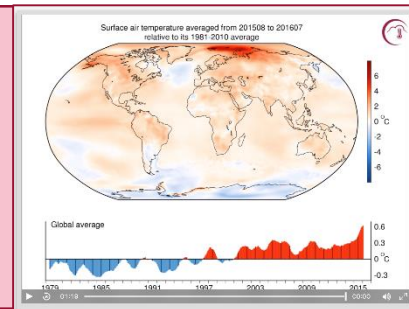 Surface air temperature averaged from 201508 to 201607
relative to its 1981-2010 average
6
4
2
0 °C
-2
-4
-6
Global average
0.6
0.3
0 °C
-0.3
1979 1985 1991 1997 2003 2009 2015
01:19 00:00